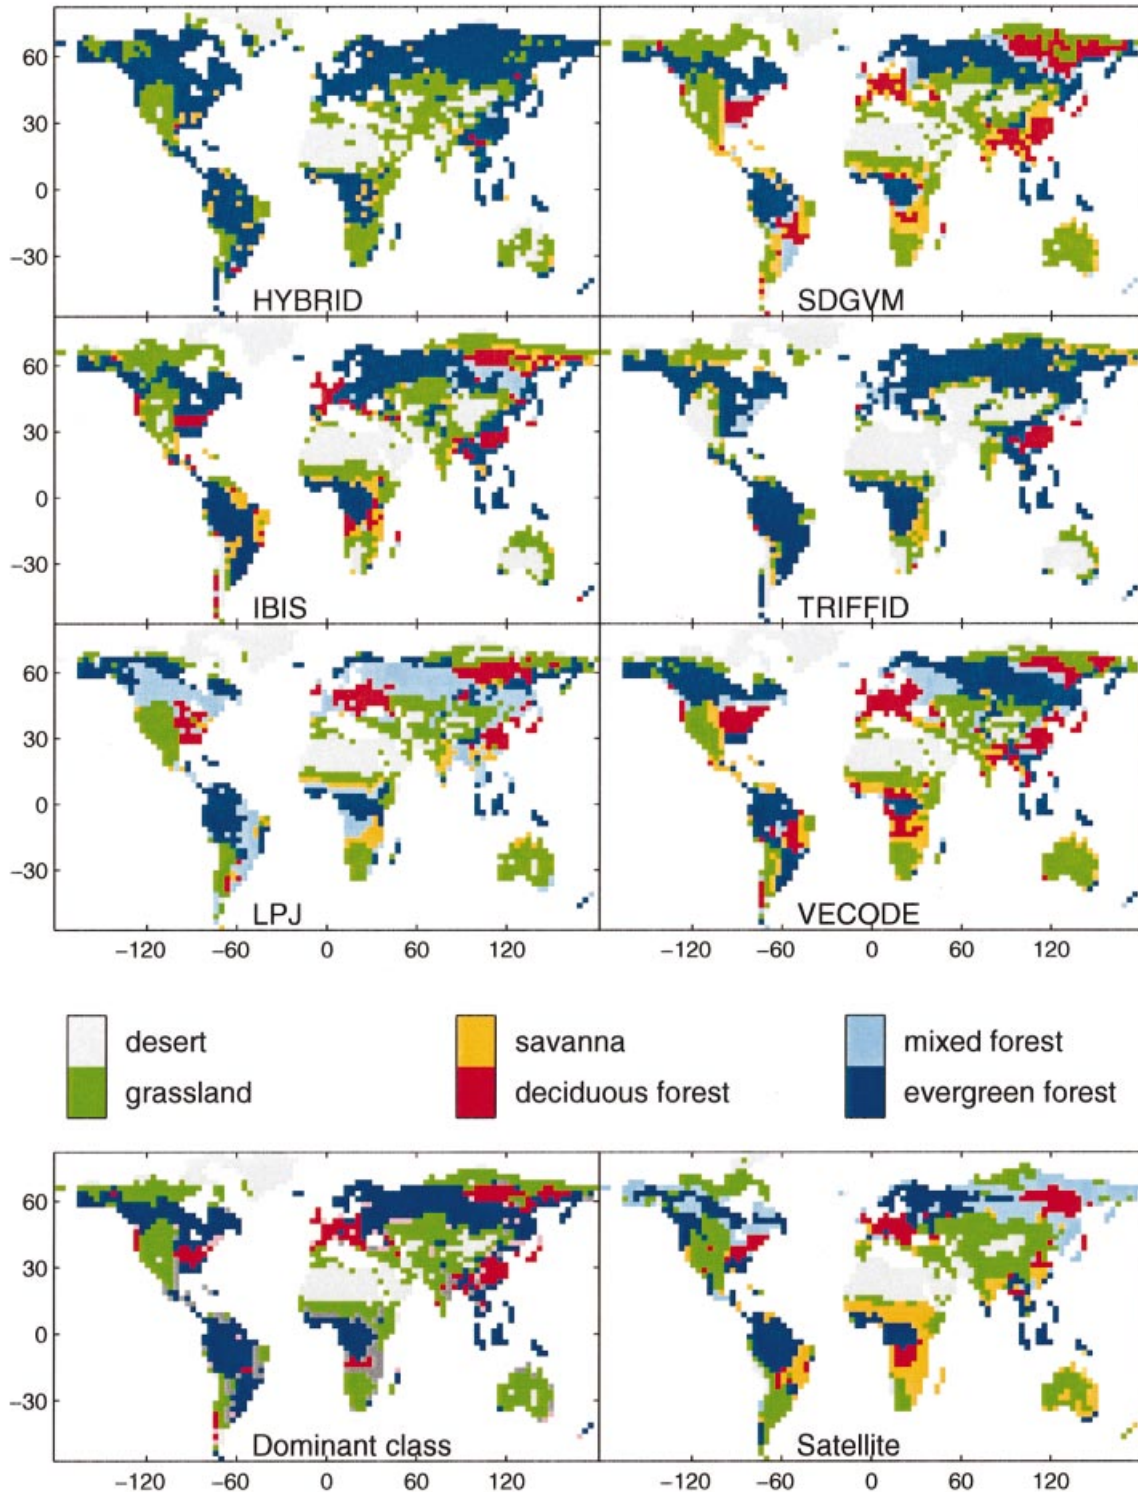 60
30
0
−30
HYBRID
SDGVM
60
30
0
−30
IBIS
TRIFFID
60
30
0
−30
LPJ
VECODE
−120
−60
0
60
120
−120
−60
0
60
120
desert
savanna
mixed forest
grassland
deciduous forest
evergreen forest
60
30
0
−30
Dominant class
Satellite
−120
−60
0
60
120
−120
−60
0
60
120